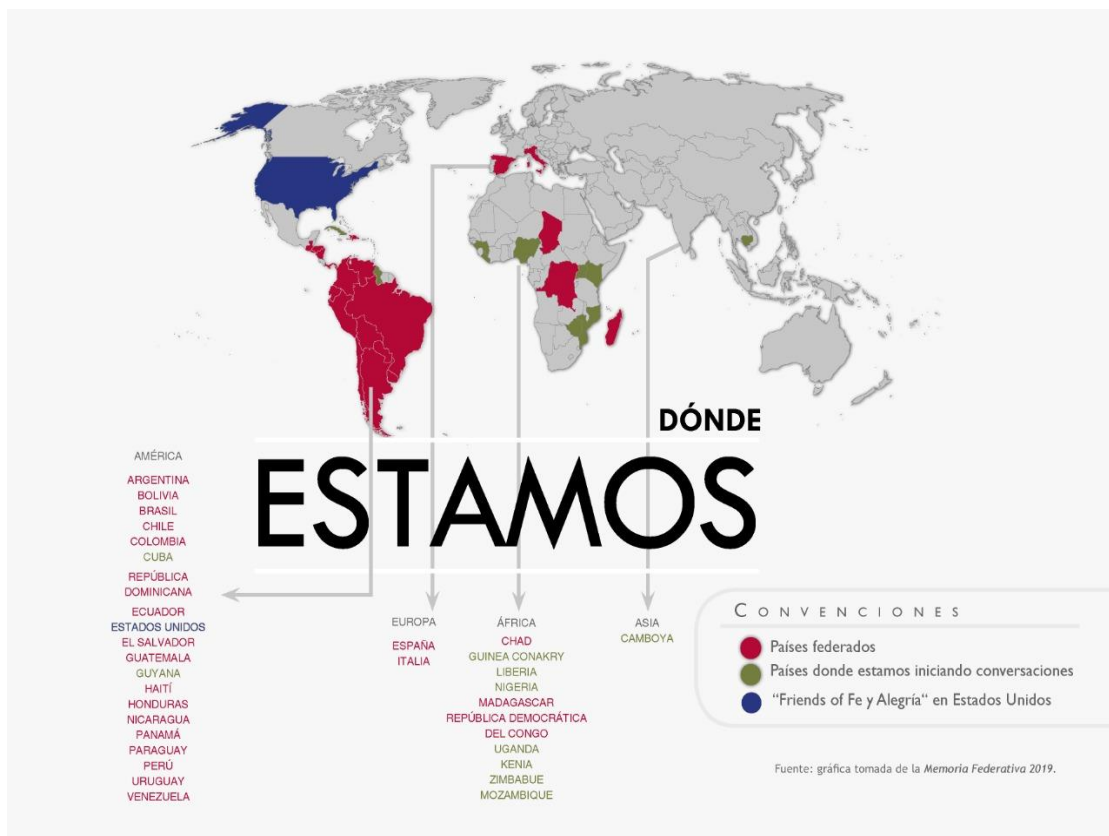 DÓNDE
ESTAMOS
AMÉRICA
ARGENTINA
BOLIVIA
BRASIL
CHILE
COLOMBIA
CUBA
REPÚBLICA
DOMINICANA
ECUADOR
ESTADOS UNIDOS
EL SALVADOR
GUATEMALA
GUYANA
HAITÍ
HONDURAS
NICARAGUA
PANAMÁ
PARAGUAY
PERÚ
URUGUAY
VENEZUELA
EUROPA
ESPAÑA
ITALIA
ÁFRICA
CHAD
GUINEA CONAKRY
LIBERIA
NIGERIA
MADAGASCAR
REPÚBLICA DEMOCRÁTICA
DEL CONGO
UGANDA
KENIA
ZIMBABUE
MOZAMBIQUE
ASIA
CAMBOYA
CONVENCIONES
Países federados
Países donde estamos iniciando conversaciones
"Friends of Fe y Alegría" en Estados Unidos
Fuente: gráfica tomada de la Memoria Federativa 2019.